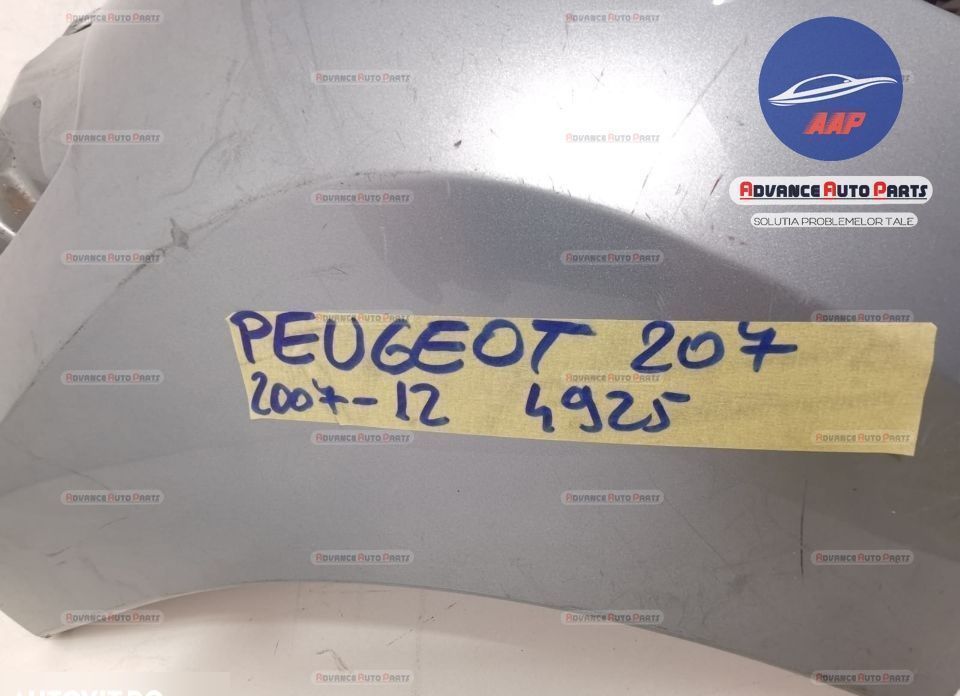 AAP
ADVANCE AUTO PARTS
SOLUTIA PROBLEMELOR TALE
PEUGEOT 207
2007-12 4925